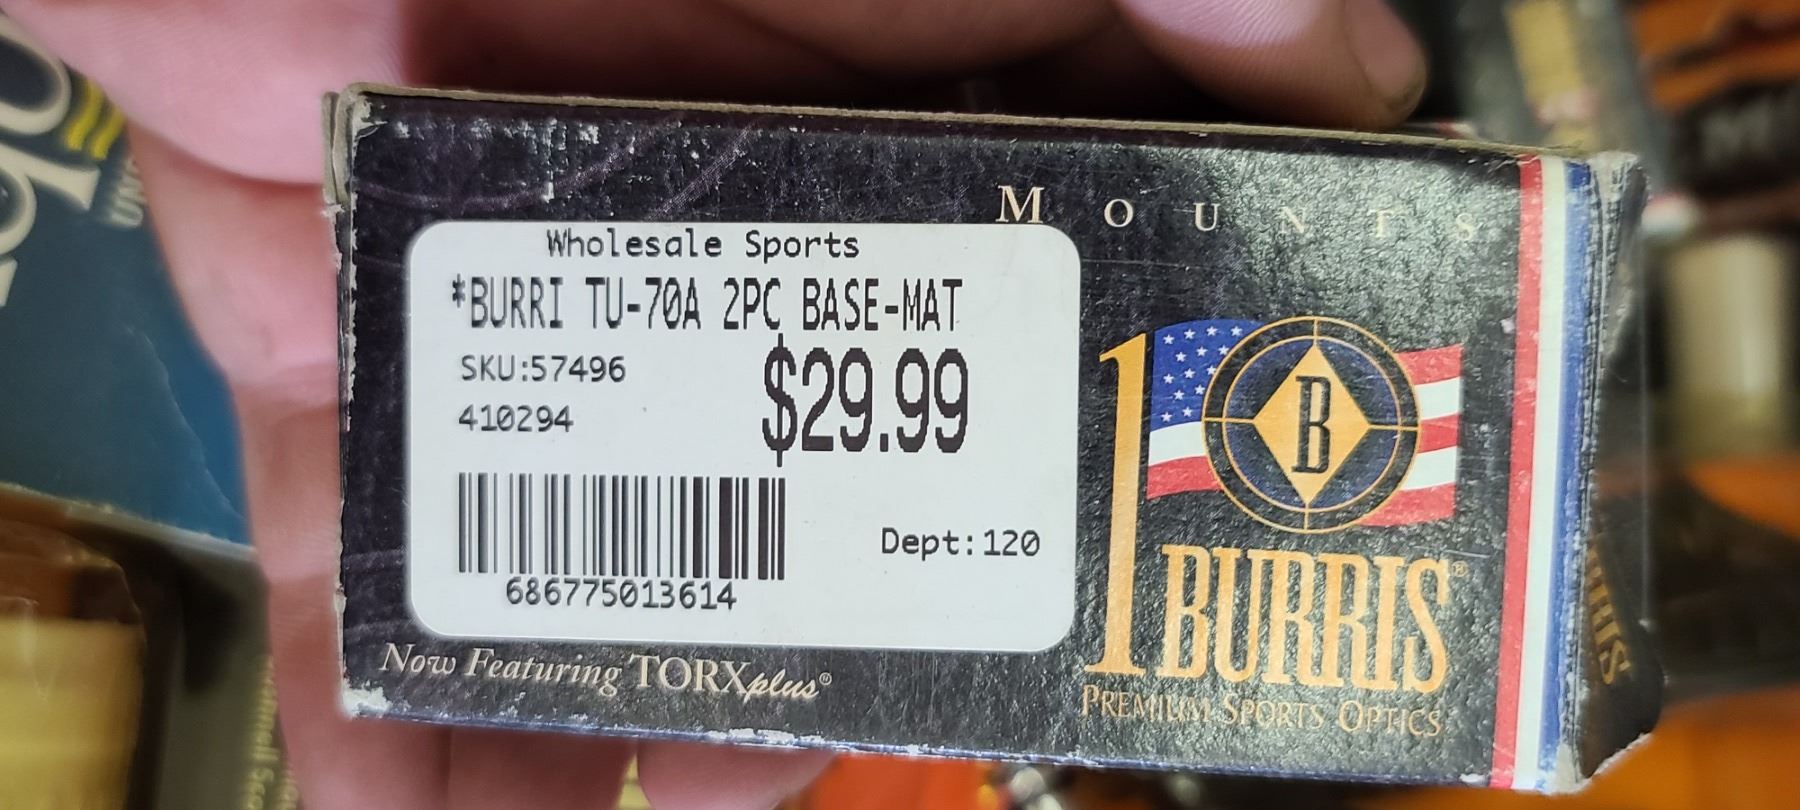 MOUNTS
Wholesale Sports
*BURRI TU-70A 2PC BASE-MAT
SKU:57496
$29.99
410294
Dept:120
686775013614
Now Featuring TORXplus®
B
BURRIS®
PREMIUM SPORTS OPTICS